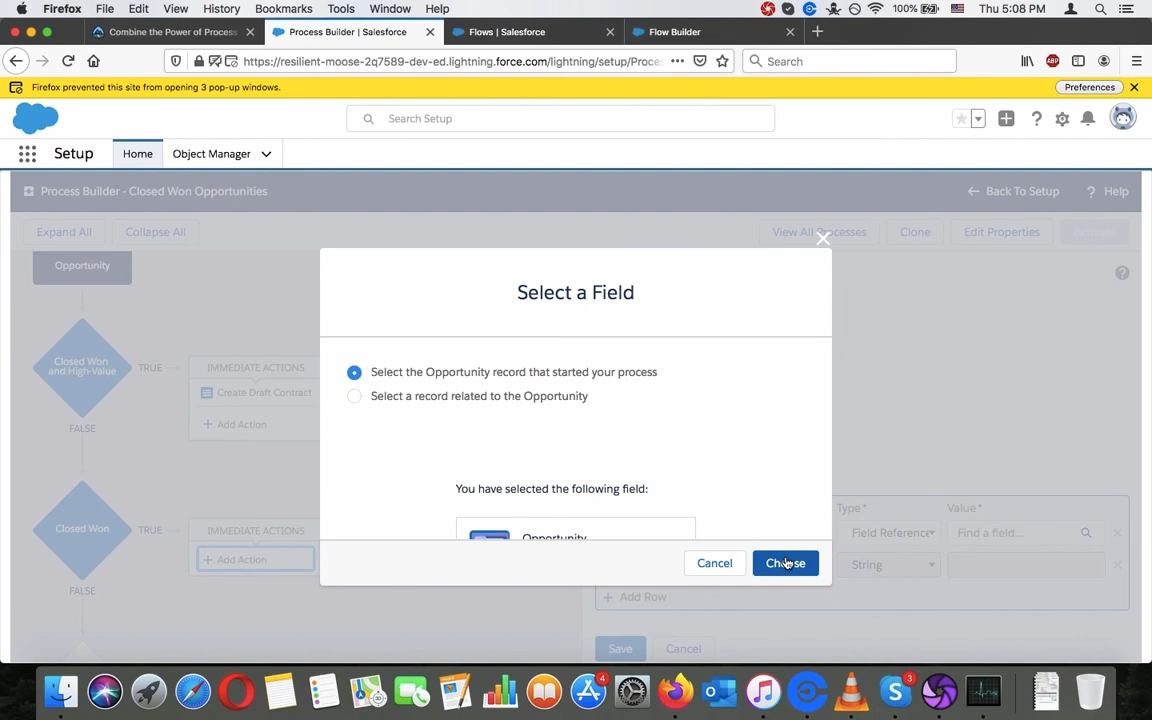 Firefox File Edit View History Bookmarks Tools Window Help 100% Thu 5:08 PM
Combine the Power of Process
Process Builder | Salesforce
Flows | Salesforce
Flow Builder
https://resilient-moose-2q7589-dev-ed.lightning.force.com/lightning/setup/Proce
Search
Firefox prevented this site from opening 3 pop-up windows.
Preferences
Search Setup
Setup Home Object Manager
Process Builder - Closed Won Opportunities
Back To Setup
? Help
Expand All Collapse All View All Processes Clone Edit Properties
Opportunity
Select a Field
Closed Won
and High-Value
TRUE
IMMEDIATE ACTIONS
Create Draft Contract
+ Add Action
FALSE
Select the Opportunity record that started your process
Select a record related to the Opportunity
You have selected the following field:
Opportunity
Cancel Choose
Closed Won
TRUE
IMMEDIATE ACTIONS
+ Add Action
FALSE
Type* Value*
Field Reference Find a field...
String
+ Add Row
Save Cancel
4
3